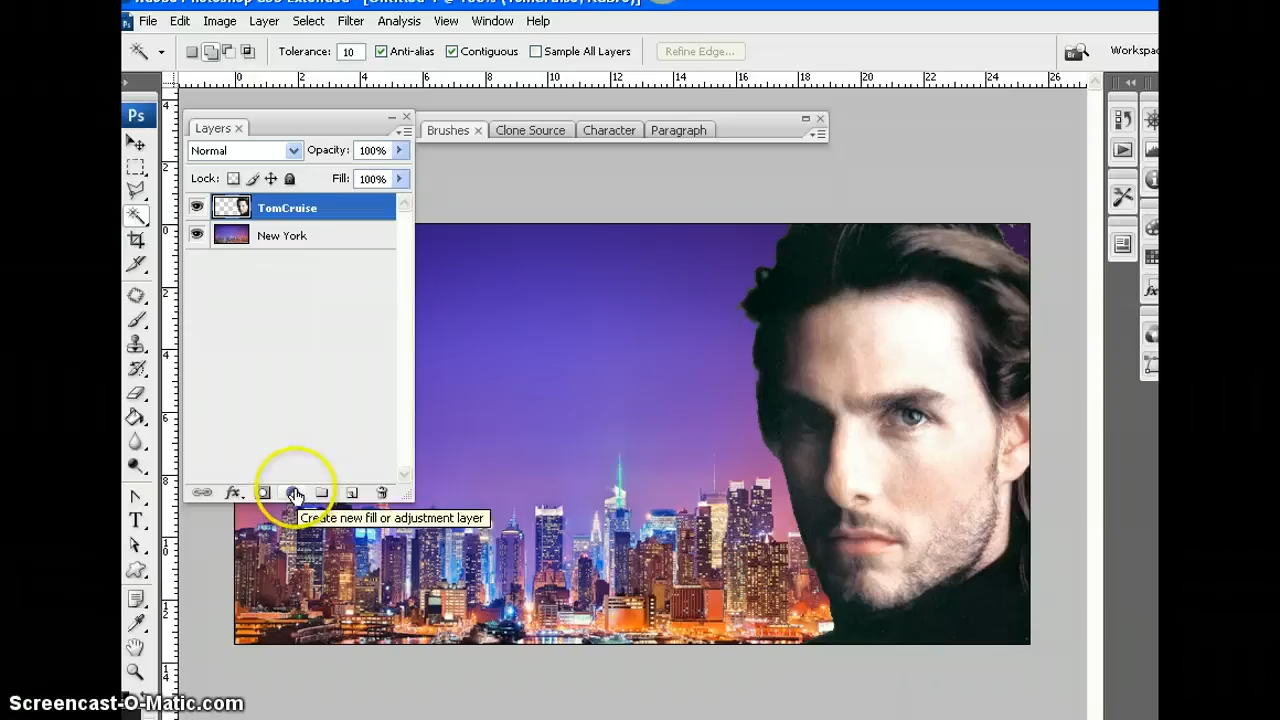 File Edit Image Layer Select Filter Analysis View Window Help
Tolerance: 10 Anti-alias Contiguous Sample All Layers Refine Edge... Workspac
0 2 4 6 8 10 12 14 16 18 20 22 24 26
Ps
Layers × Brushes × Clone Source Character Paragraph
Normal Opacity: 100%
Lock: Fill: 100%
TomCruise
New York
fx
Create new fill or adjustment layer
T
Screencast-O-Matic.com